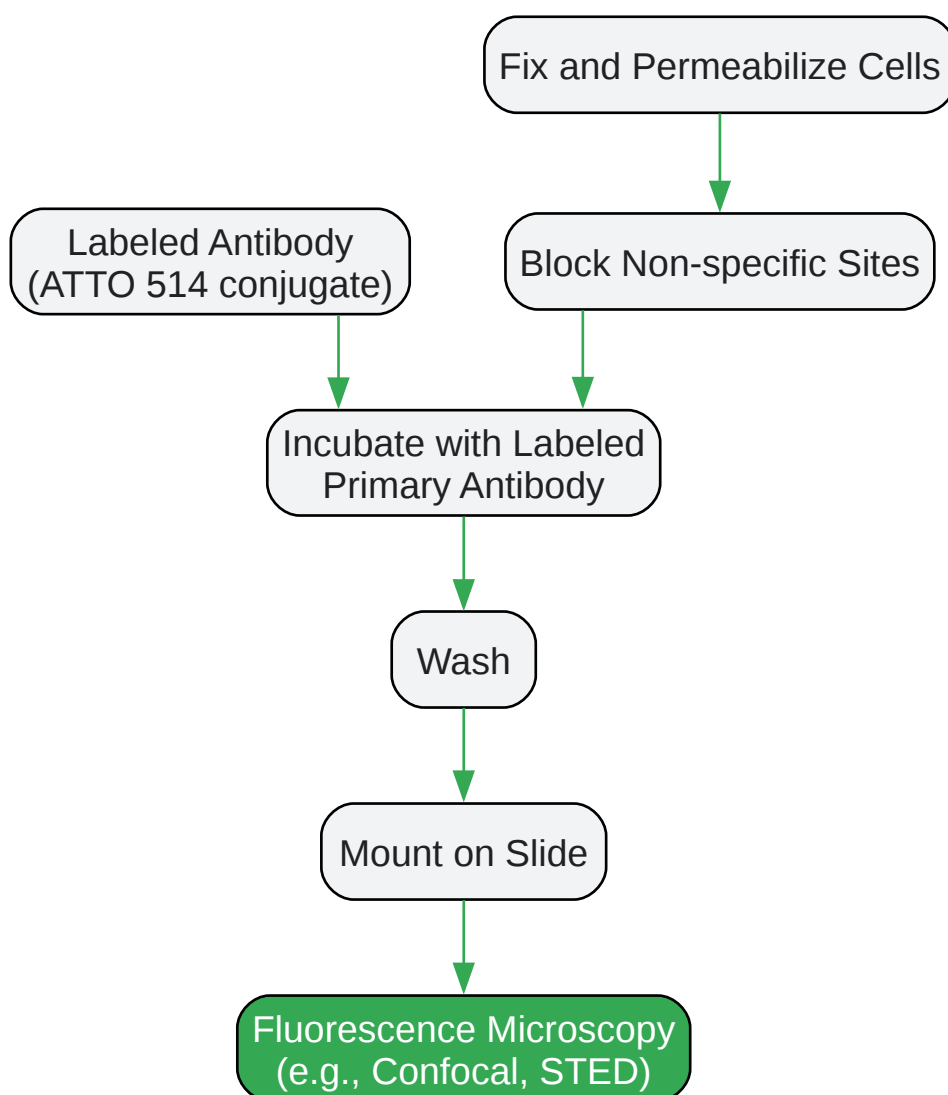 Fix and Permeabilize Cells
Labeled Antibody
(ATTO 514 conjugate)
Block Non-specific Sites
Incubate with Labeled
Primary Antibody
Wash
Mount on Slide
Fluorescence Microscopy
(e.g., Confocal, STED)